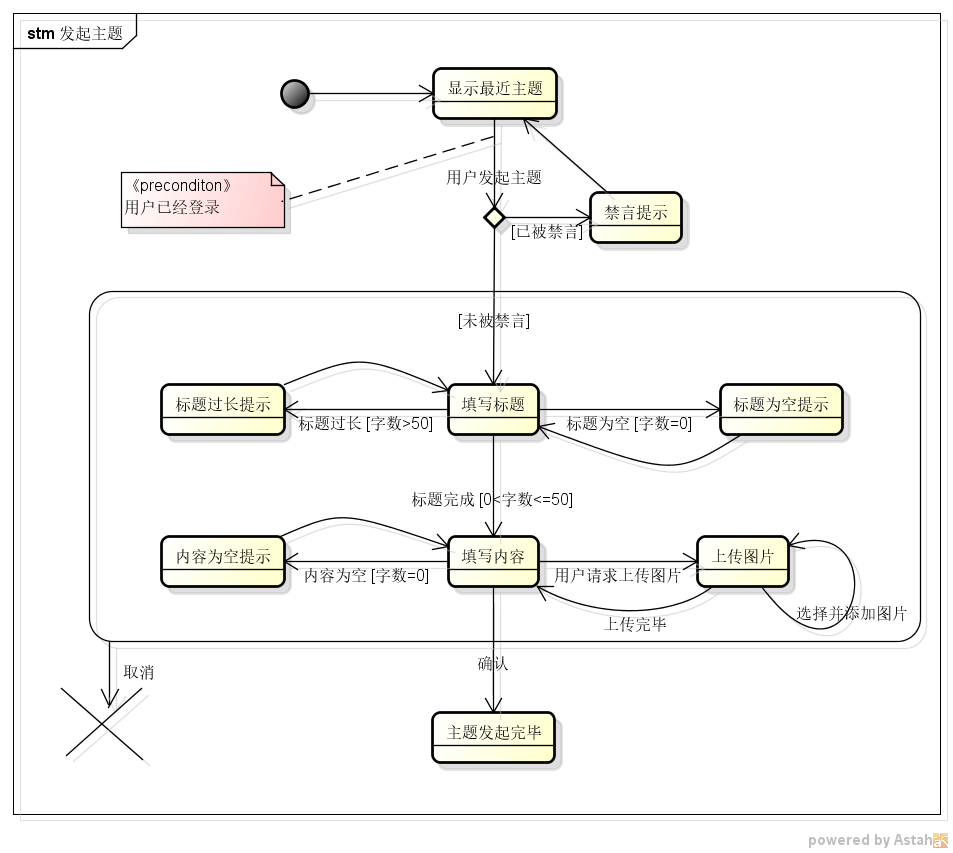 stm 发起主题
显示最近主题
用户发起主题
《preconditon》
用户已经登录
禁言提示
[已被禁言]
[未被禁言]
标题过长提示
填写标题
标题为空提示
标题过长 [字数>50]
标题为空 [字数=0]
标题完成 [0<字数<=50]
内容为空提示
填写内容
上传图片
内容为空 [字数=0]
用户请求上传图片
选择并添加图片
上传完毕
确认
取消
主题发起完毕
powered by Astah